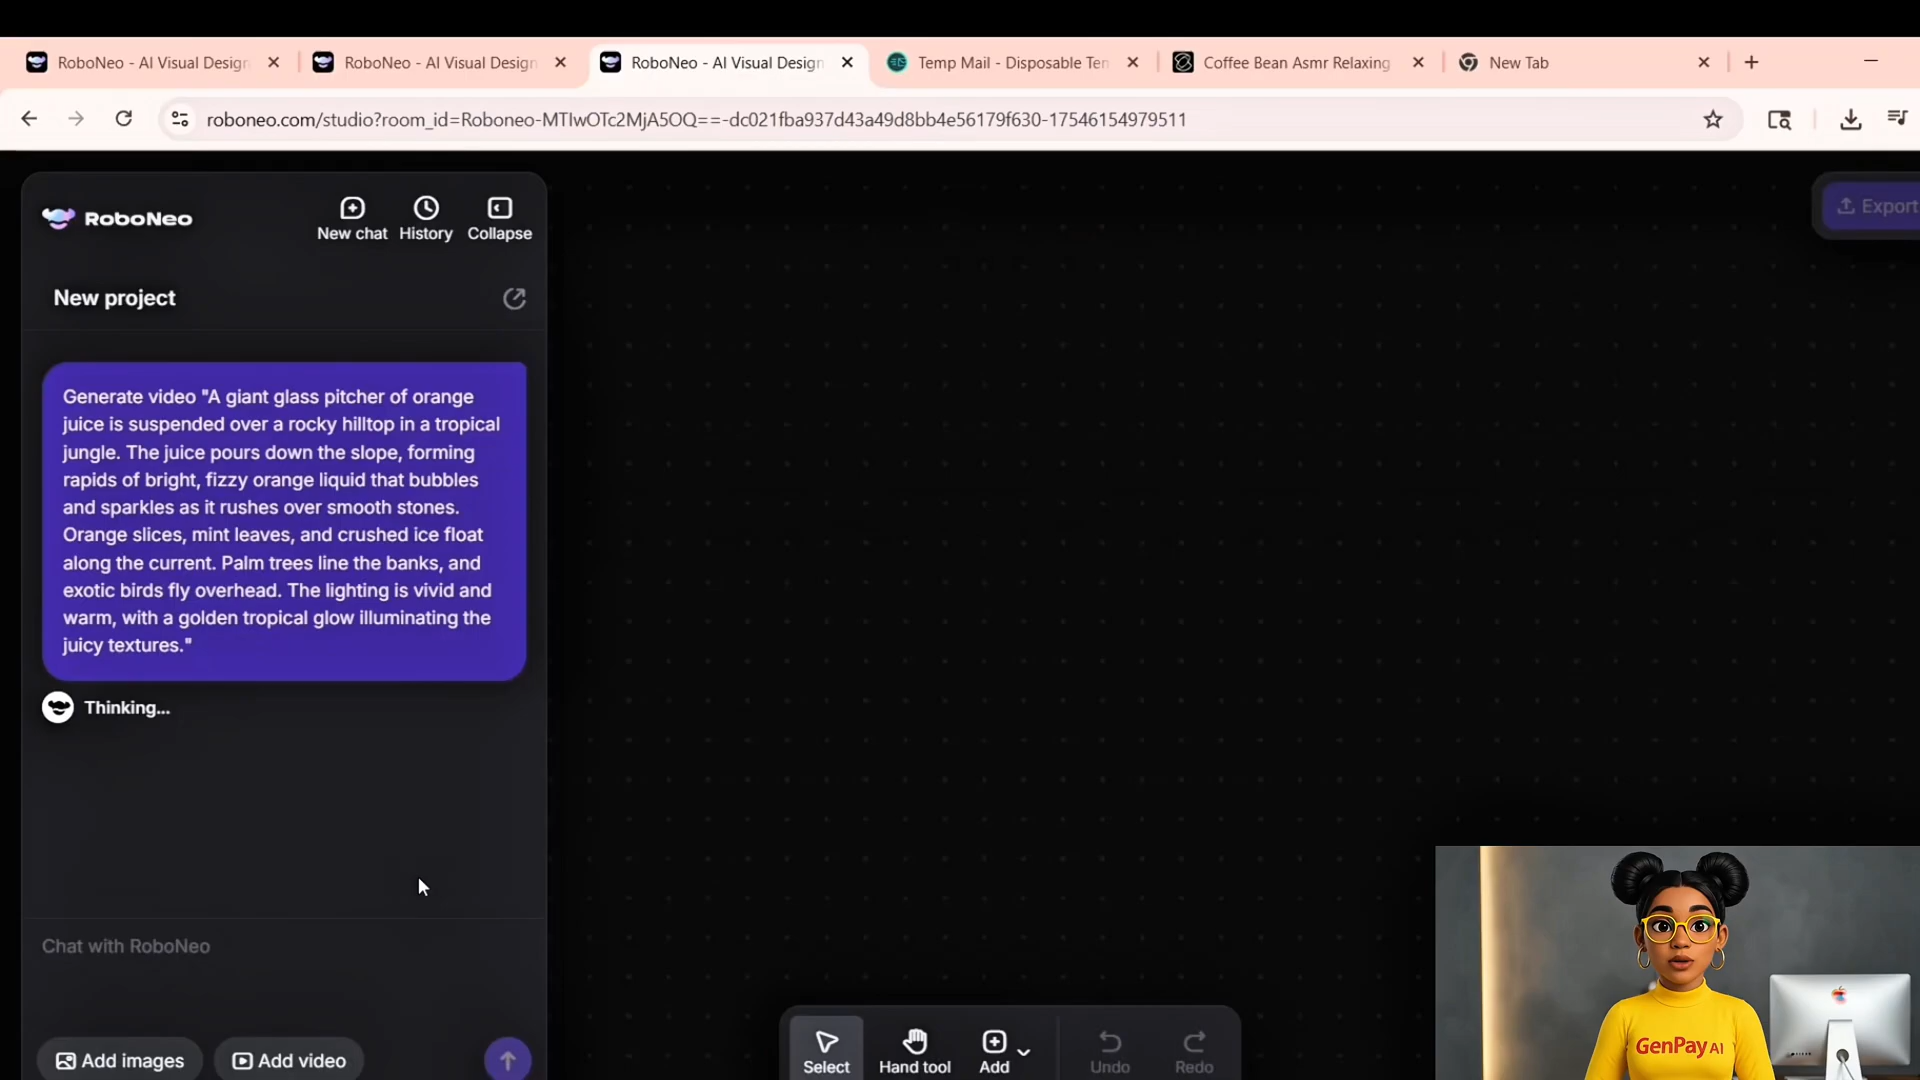 RoboNeo - AI Visual Design
RoboNeo - AI Visual Design
RoboNeo - AI Visual Design
Temp Mail - Disposable Ten
Coffee Bean Asmr Relaxing
New Tab
roboneo.com/studio?room_id=Roboneo-MTIwOTc2MjA5OQ==-dc021fba937d43a49d8bb4e56179f630-17546154979511
RoboNeo
New chat
History
Collapse
Export
New project
Generate video "A giant glass pitcher of orange
juice is suspended over a rocky hilltop in a tropical
jungle. The juice pours down the slope, forming
rapids of bright, fizzy orange liquid that bubbles
and sparkles as it rushes over smooth stones.
Orange slices, mint leaves, and crushed ice float
along the current. Palm trees line the banks, and
exotic birds fly overhead. The lighting is vivid and
warm, with a golden tropical glow illuminating the
juicy textures."
Thinking...
Chat with RoboNeo
Add images
Add video
Select
Hand tool
Add
Undo
Redo
GenPay AI